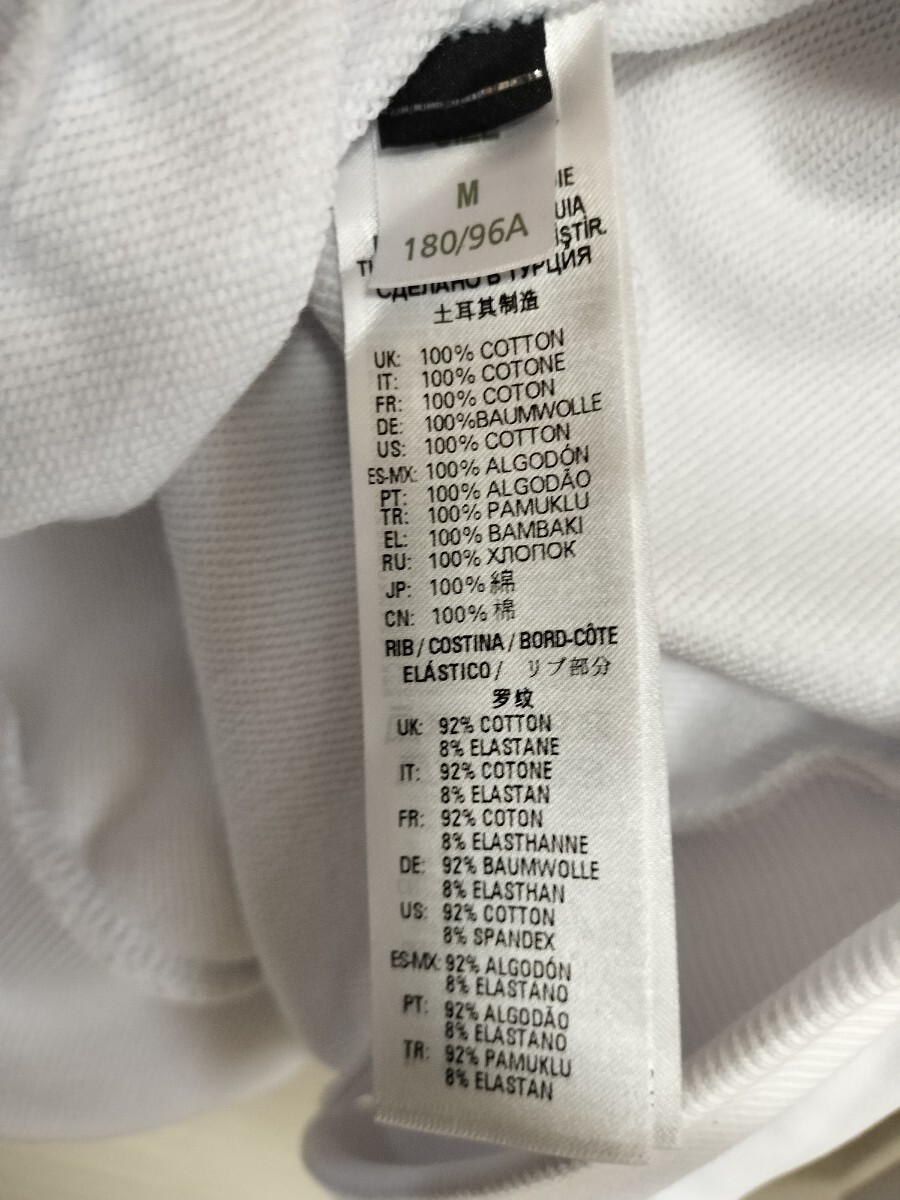 M
180/96A
IE
UIA
İŞTİR.
СДЕЛАНО В ТУРЦИЯ
土耳其制造
UK: 100% COTTON
IT: 100% COTONE
FR: 100% COTON
DE: 100%BAUMWOLLE
US: 100% COTTON
ES-MX: 100% ALGODÓN
PT: 100% ALGODÃO
TR: 100% PAMUKLU
EL: 100% BAMBAKI
RU: 100% ХЛОПОК
JP: 100% 綿
CN: 100% 棉
RIB / COSTINA / BORD-CÔTE
ELÁSTICO / リブ部分
罗纹
UK: 92% COTTON
8% ELASTANE
IT: 92% COTONE
8% ELASTAN
FR: 92% COTON
8% ELASTHANNE
DE: 92% BAUMWOLLE
8% ELASTHAN
US: 92% COTTON
8% SPANDEX
ES-MX: 92% ALGODÓN
8% ELASTANO
PT: 92% ALGODÃO
8% ELASTANO
TR: 92% PAMUKLU
8% ELASTAN